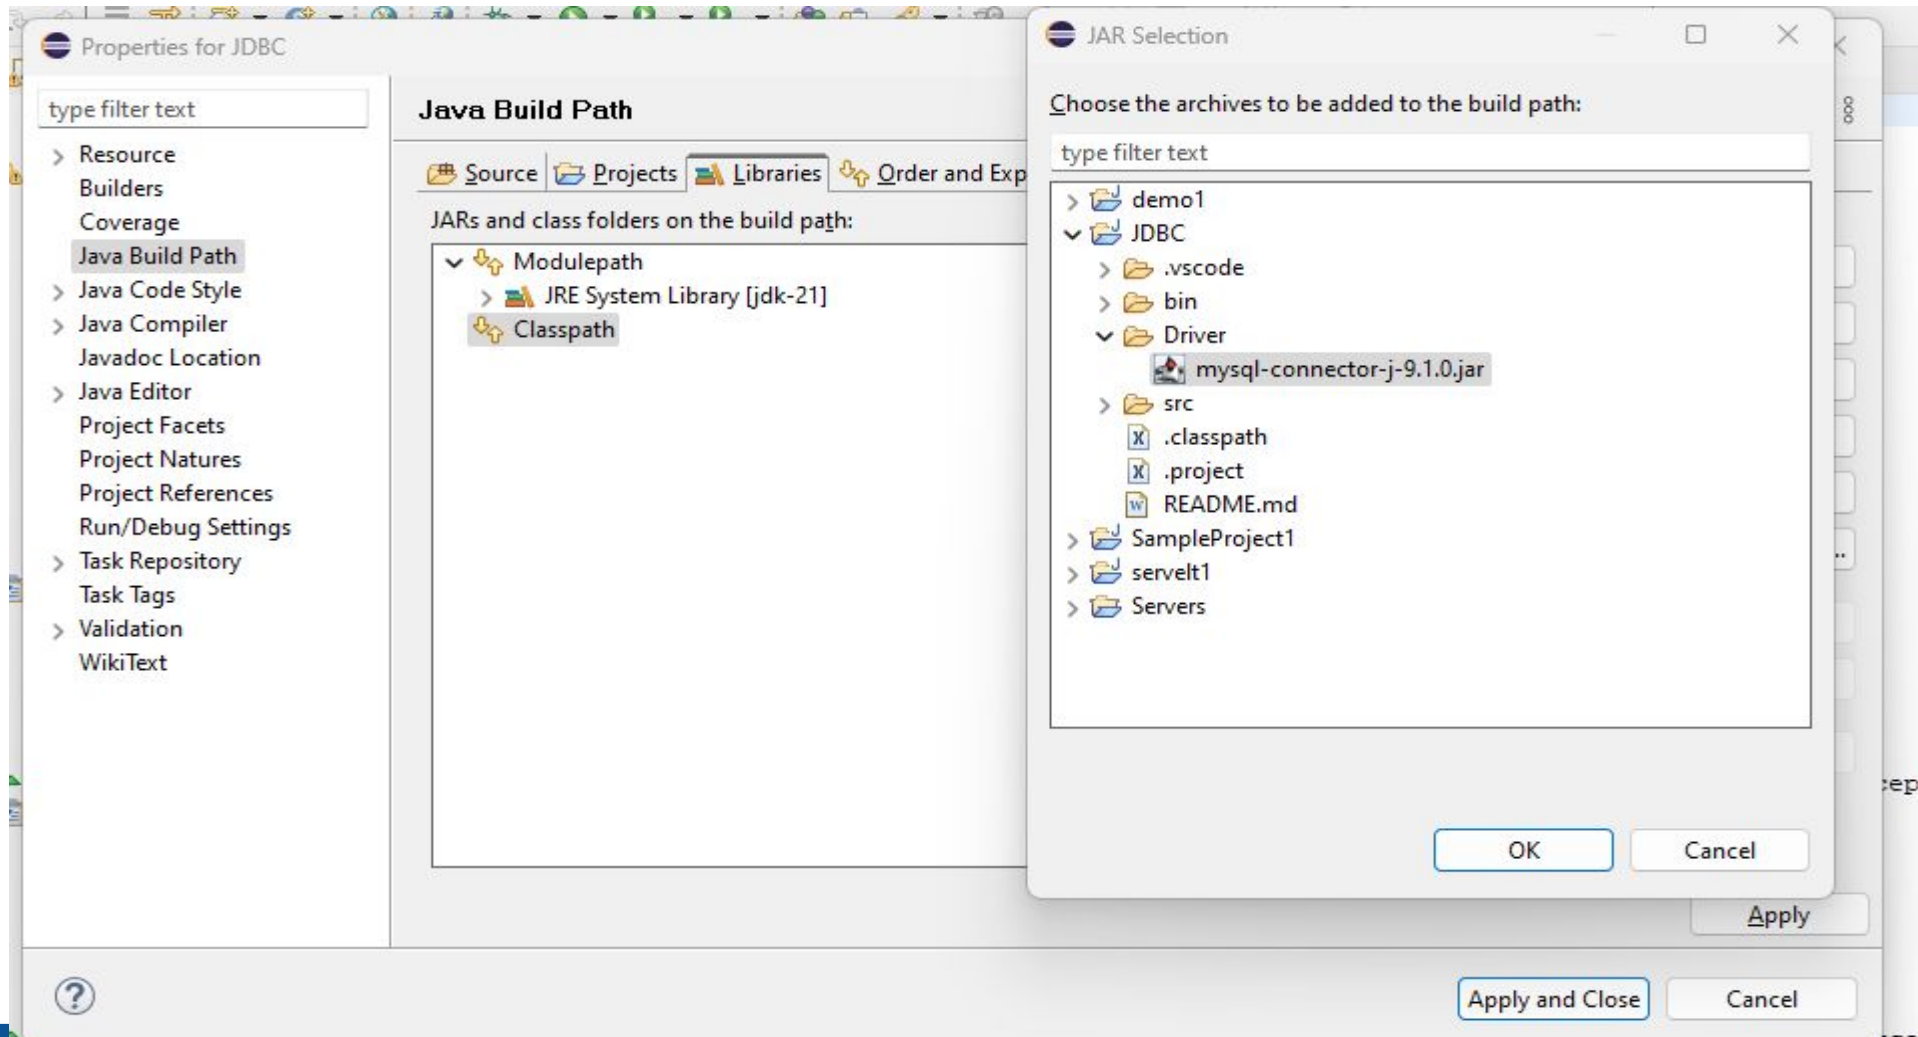 Properties for JDBC
type filter text
Resource
Builders
Coverage
Java Build Path
Java Code Style
Java Compiler
Javadoc Location
Java Editor
Project Facets
Project Natures
Project References
Run/Debug Settings
Task Repository
Task Tags
Validation
WikiText
Java Build Path
Source Projects Libraries Order and Exp
JARs and class folders on the build path:
Modulepath
JRE System Library [jdk-21]
Classpath
JAR Selection
Choose the archives to be added to the build path:
type filter text
demo1
JDBC
.vscode
bin
Driver
mysql-connector-j-9.1.0.jar
src
.classpath
.project
README.md
SampleProject1
servelt1
Servers
OK Cancel
Apply
Apply and Close Cancel